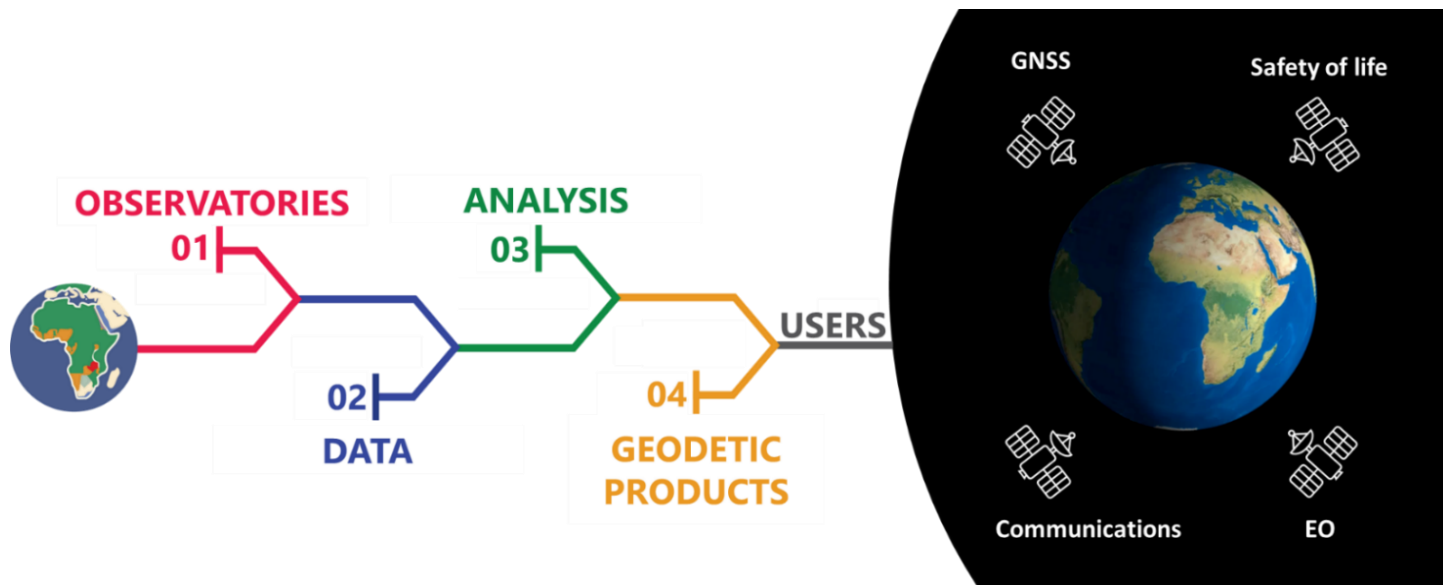 OBSERVATORIES
01
02
DATA
ANALYSIS
03
04
GEODETIC
PRODUCTS
USERS
GNSS
Safety of life
Communications
EO